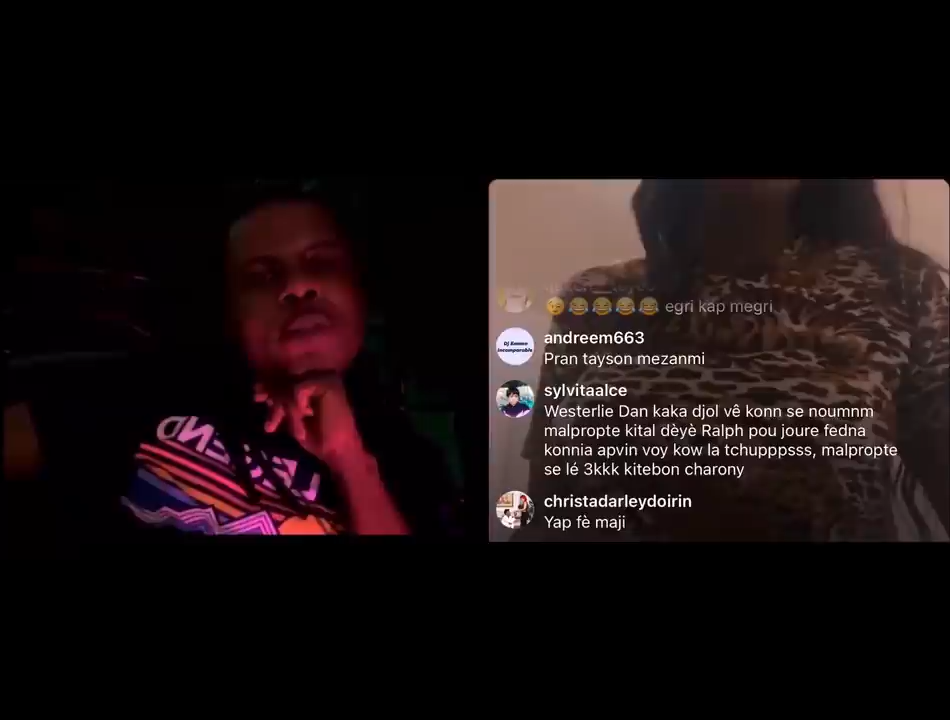 😉😂😂😂😂 egri kap megri
andreem663
Pran tayson mezanmi
sylvitaalce
Westerlie Dan kaka djol vê konn se noumnm
malpropte kital dèyè Ralph pou joure fedna
konnia apvin voy kow la tchupppsss, malpropte
se lé 3kkk kitebon charony
christadarleydoirin
Yap fè maji
LEGEND